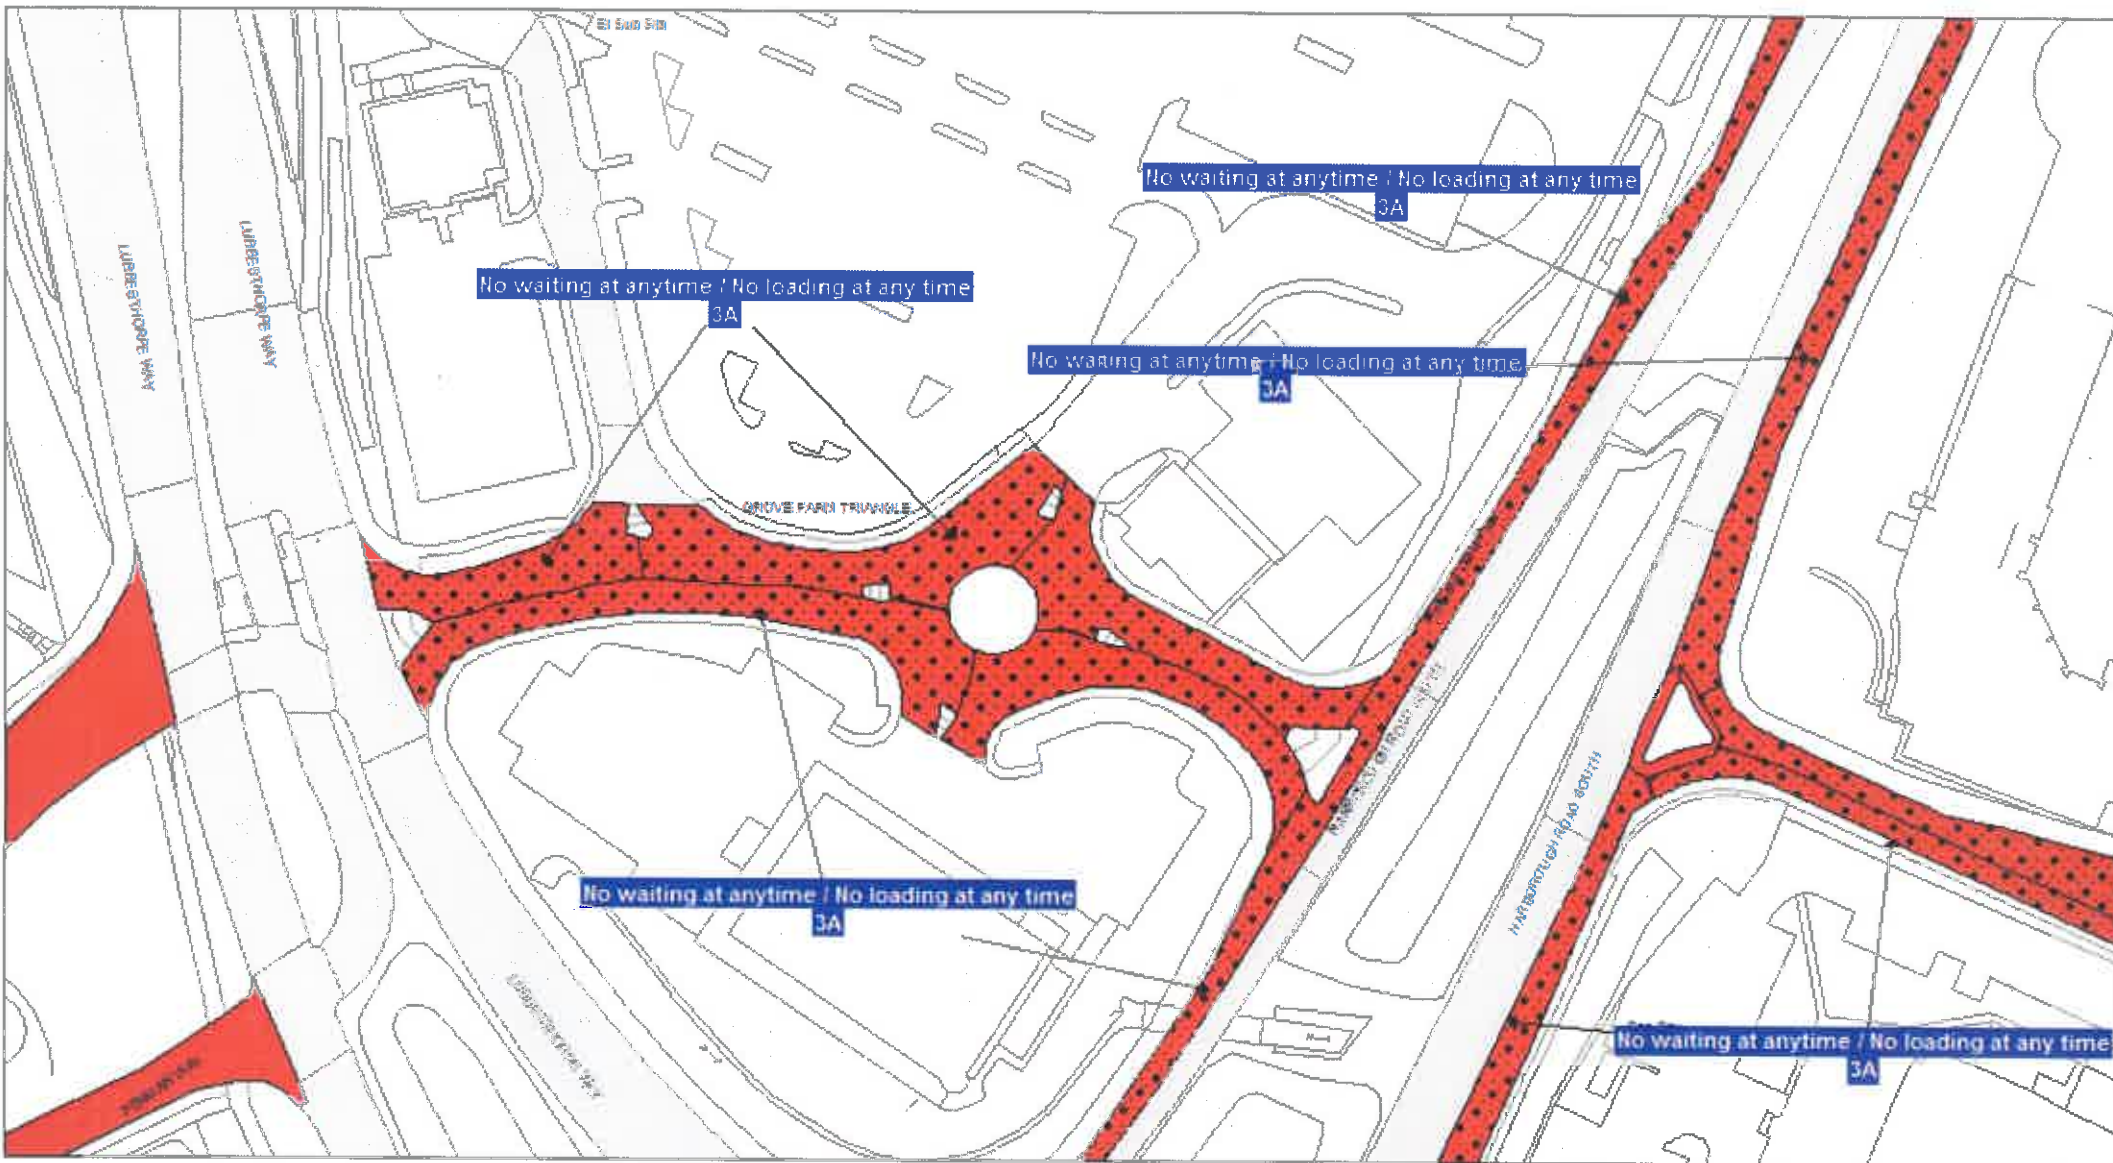 El Sub Sta
LUBBESTHORPE WAY
LUBBESTHORPE WAY
No waiting at anytime / No loading at any time
3A
No waiting at anytime / No loading at any time
3A
No waiting at anytime / No loading at any time
3A
GROVE FARM TRIANGLE
HARBOROUGH ROAD SOUTH
No waiting at anytime / No loading at any time
3A
No waiting at anytime / No loading at any time
3A